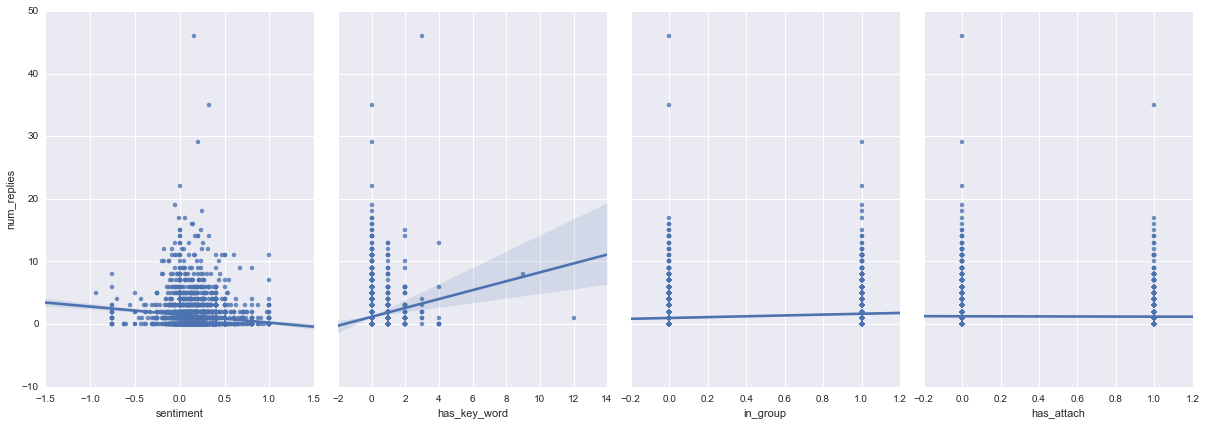 50
40
30
20
10
0
−10
num_replies
−1.5 −1.0 −0.5 0.0 0.5 1.0 1.5
sentiment
−2 0 2 4 6 8 10 12 14
has_key_word
−0.2 0.0 0.2 0.4 0.6 0.8 1.0 1.2
in_group
−0.2 0.0 0.2 0.4 0.6 0.8 1.0 1.2
has_attach